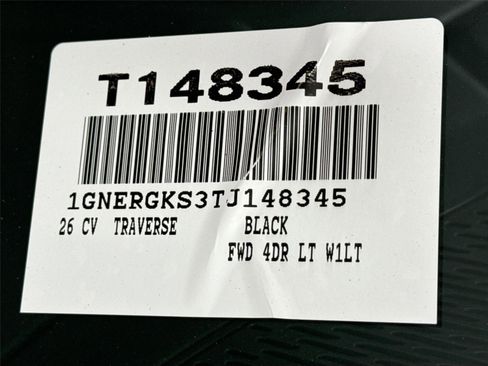 T148345
1GNERGKS3TJ148345
26 CV TRAVERSE BLACK
FWD 4DR LT W1LT